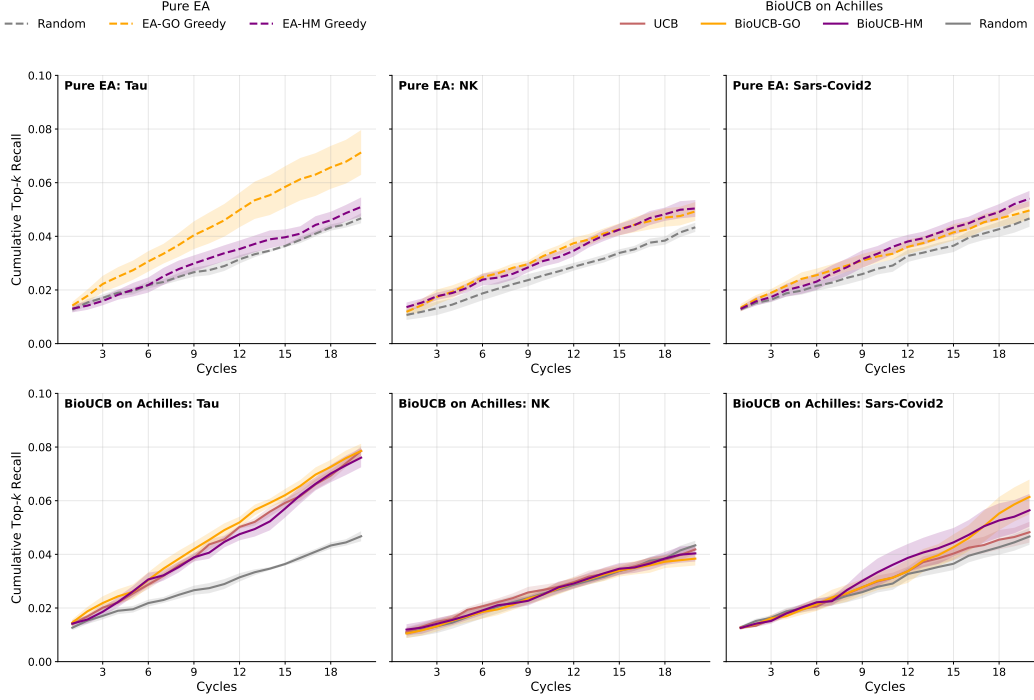 Pure EA
Random EA-GO Greedy EA-HM Greedy
BioUCB on Achilles
UCB BioUCB-GO BioUCB-HM Random
Pure EA: Tau
Cumulative Top-k Recall
0.10
0.08
0.06
0.04
0.02
0.00
3 6 9 12 15 18
Cycles
Pure EA: NK
3 6 9 12 15 18
Cycles
Pure EA: Sars-Covid2
3 6 9 12 15 18
Cycles
BioUCB on Achilles: Tau
Cumulative Top-k Recall
0.10
0.08
0.06
0.04
0.02
0.00
3 6 9 12 15 18
Cycles
BioUCB on Achilles: NK
3 6 9 12 15 18
Cycles
BioUCB on Achilles: Sars-Covid2
3 6 9 12 15 18
Cycles